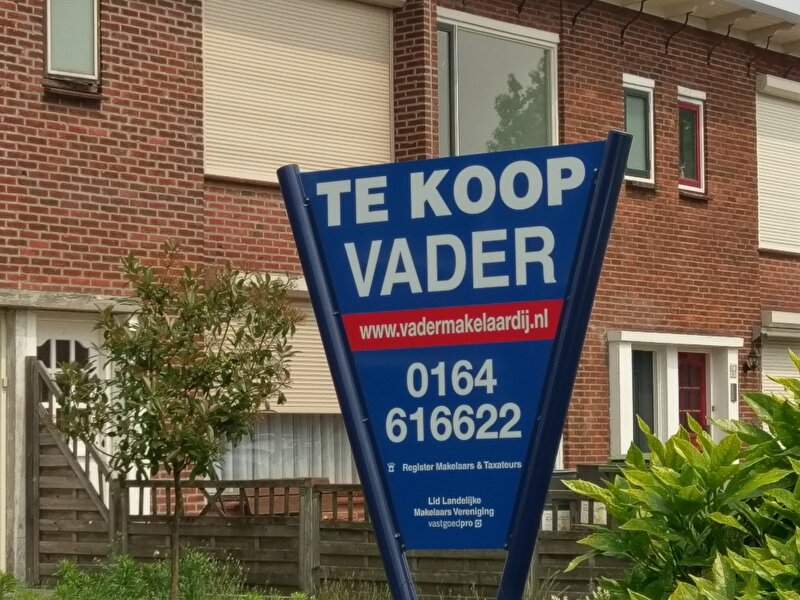 TE KOOP
VADER
www.vadermakelaardij.nl
0164
616622
Register Makelaars & Taxateurs
Lid Landelijke
Makelaars Vereniging
vastgoedpro